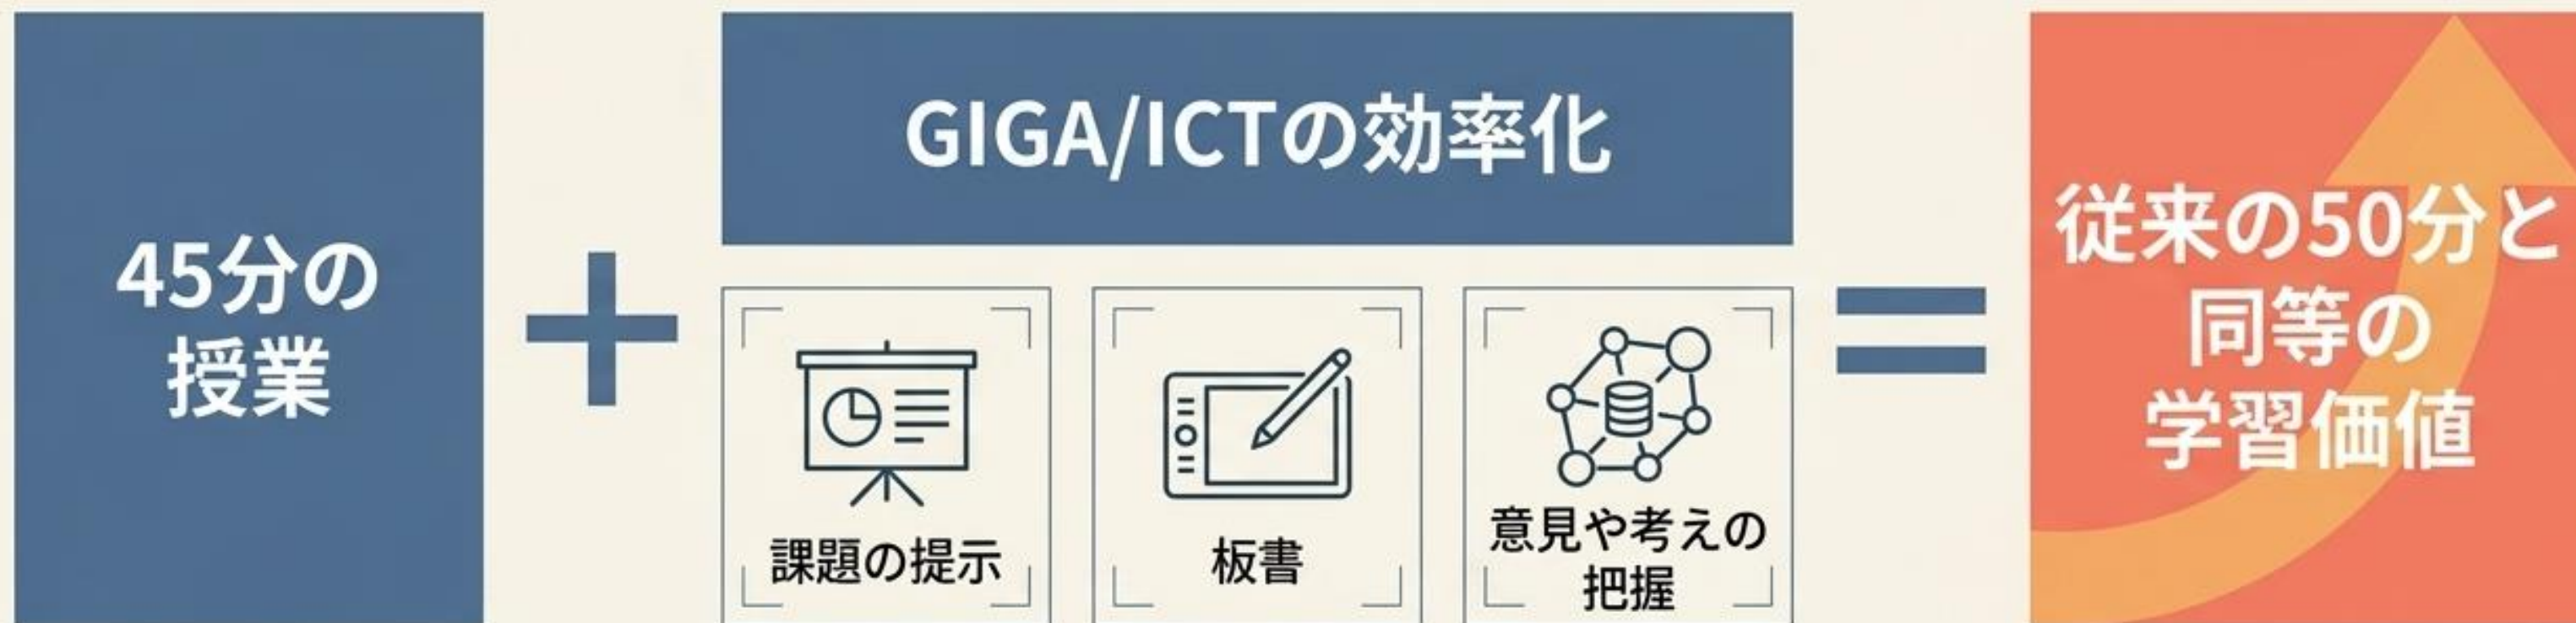 45分の
授業
+
GIGA/ICTの効率化
課題の提示
板書
意見や考えの
把握
=
従来の50分と
同等の
学習価値